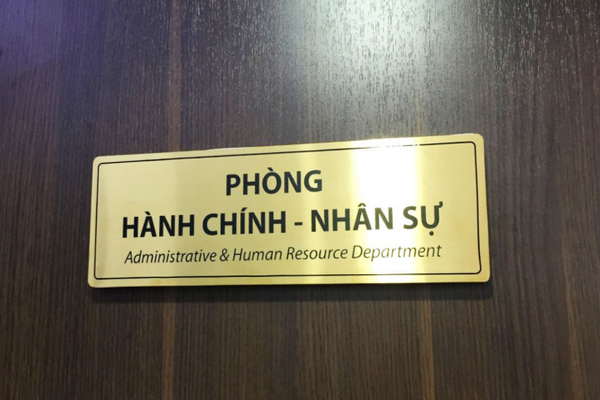 PHÒNG
HÀNH CHÍNH - NHÂN SỰ
Administrative & Human Resource Department